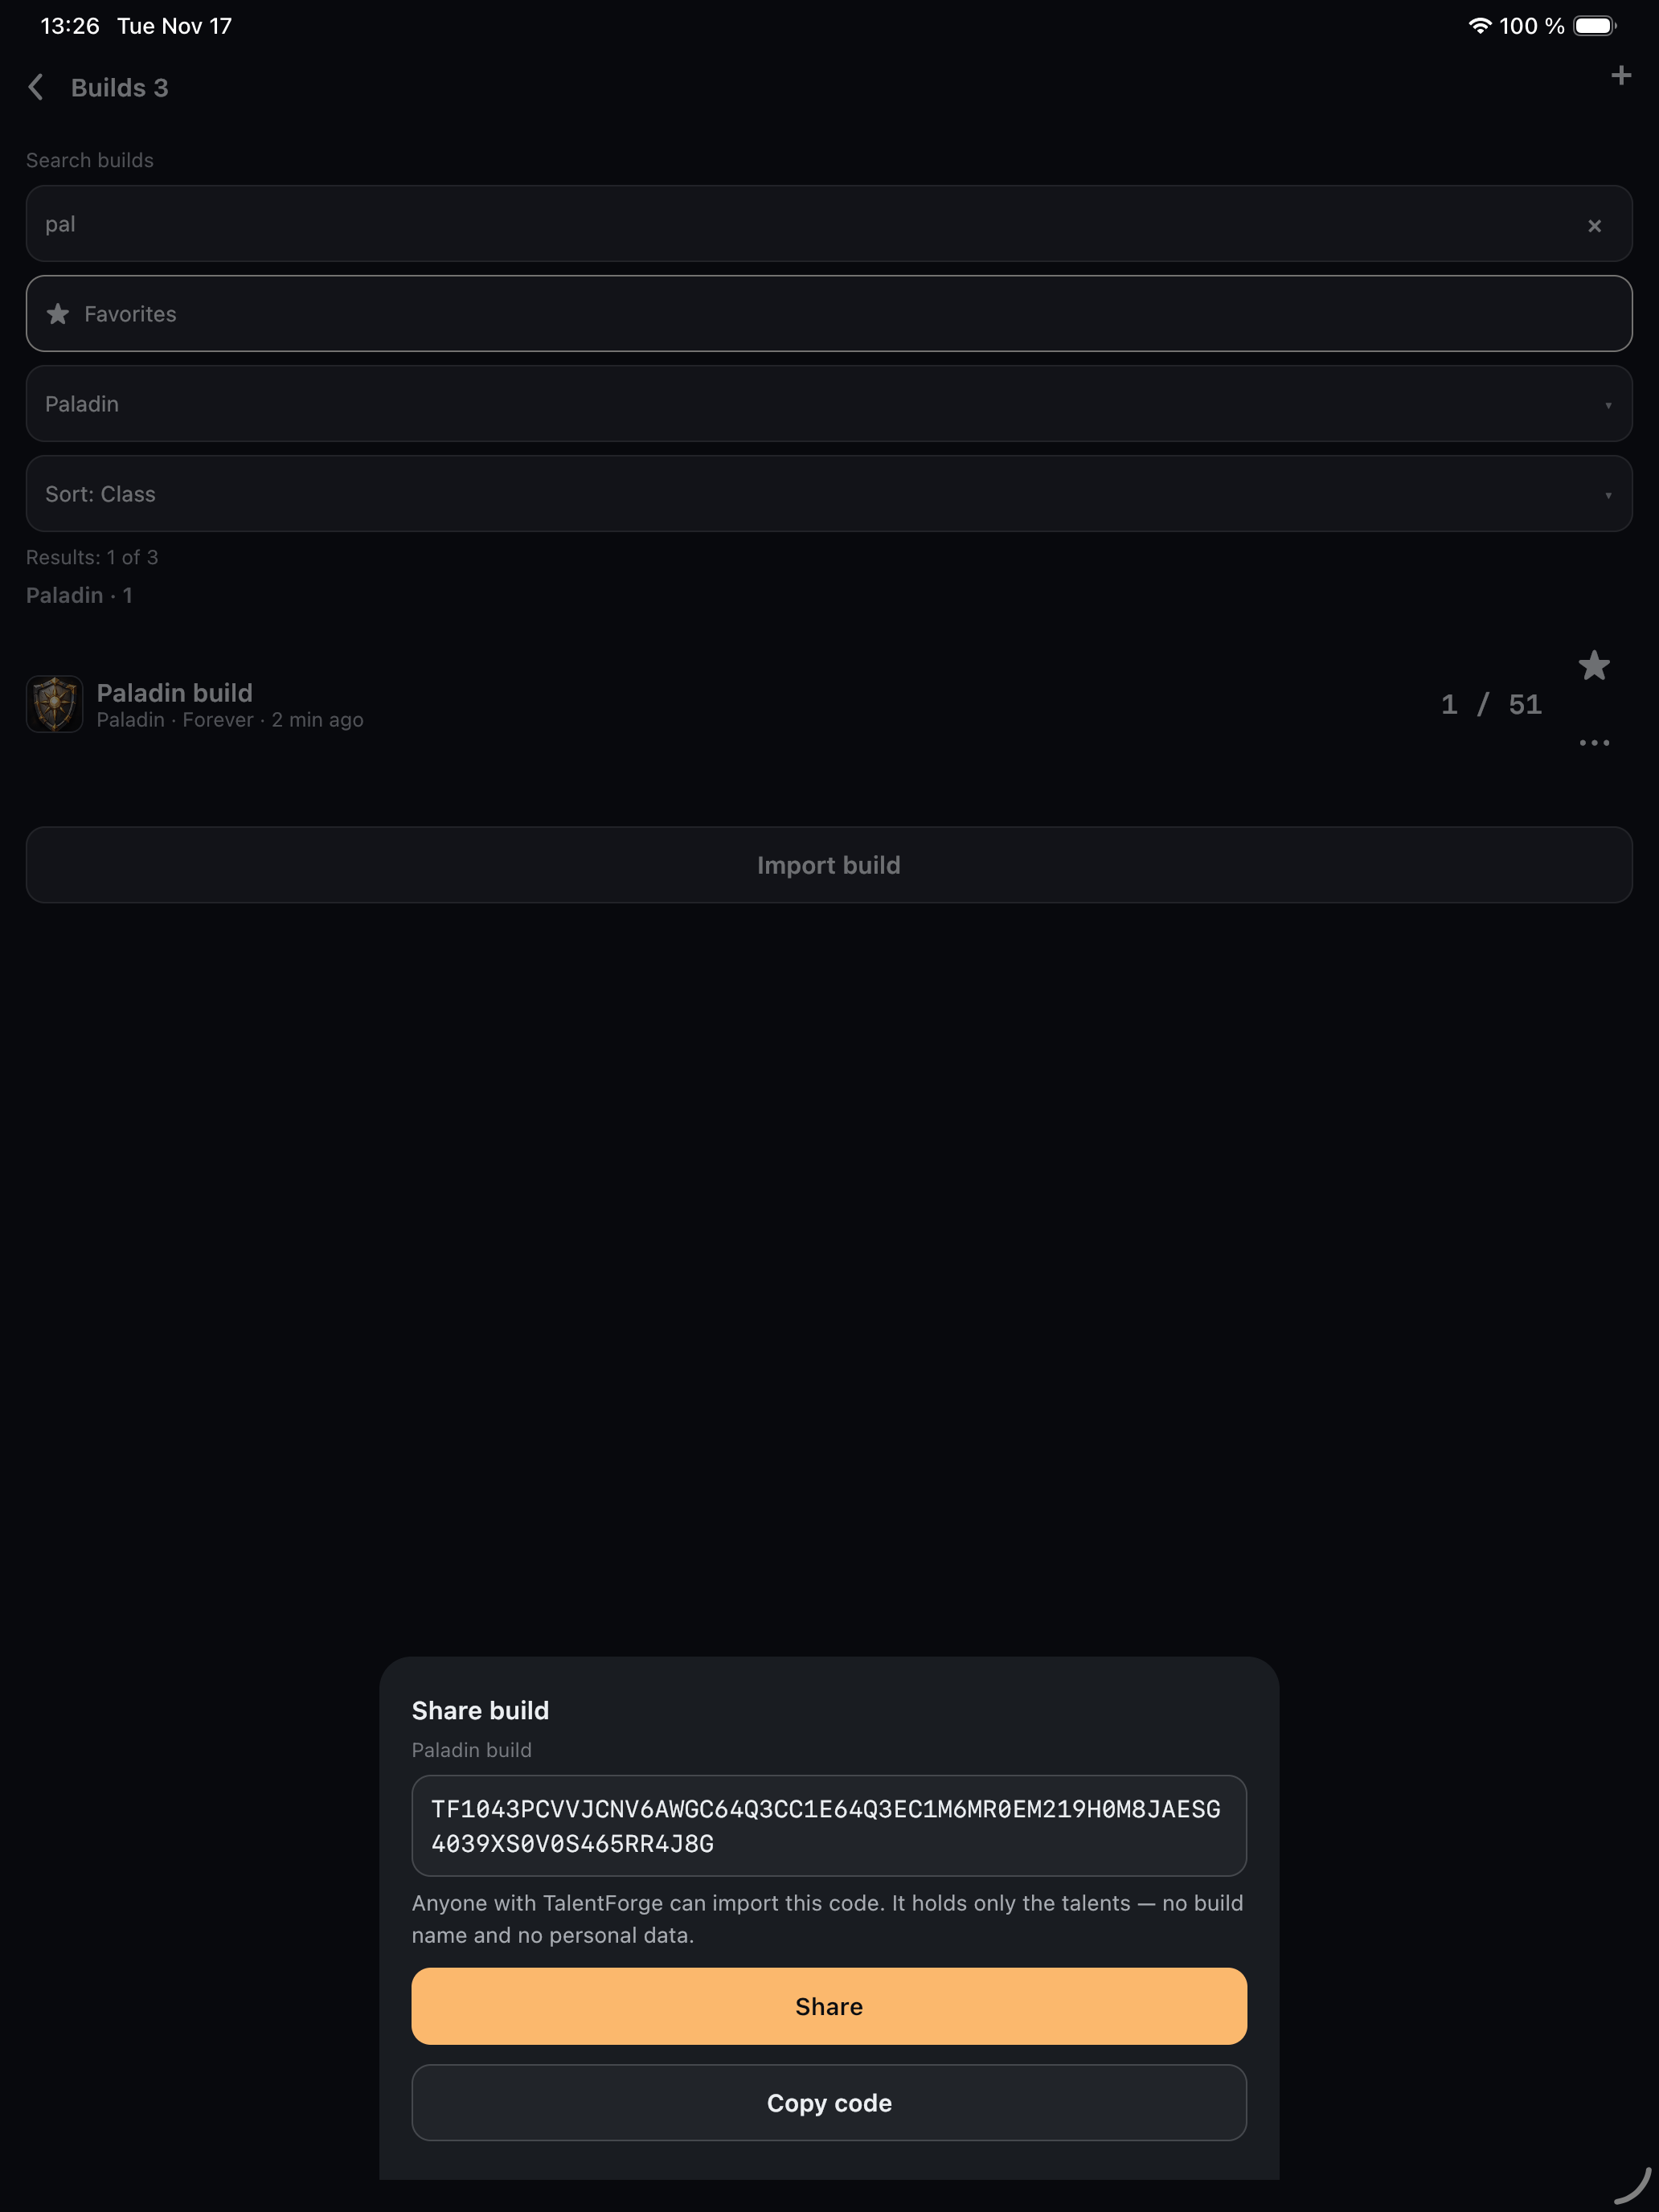 13:26 Tue Nov 17
100 %
Builds 3
+
Search builds
pal
×
Favorites
Paladin
Sort: Class
Results: 1 of 3
Paladin · 1
Paladin build
Paladin · Forever · 2 min ago
1 / 51
Import build
Share build
Paladin build
TF1043PCVVJCNV6AWGC64Q3CC1E64Q3EC1M6MR0EM219H0M8JAESG
4039XS0V0S465RR4J8G
Anyone with TalentForge can import this code. It holds only the talents — no build
name and no personal data.
Share
Copy code